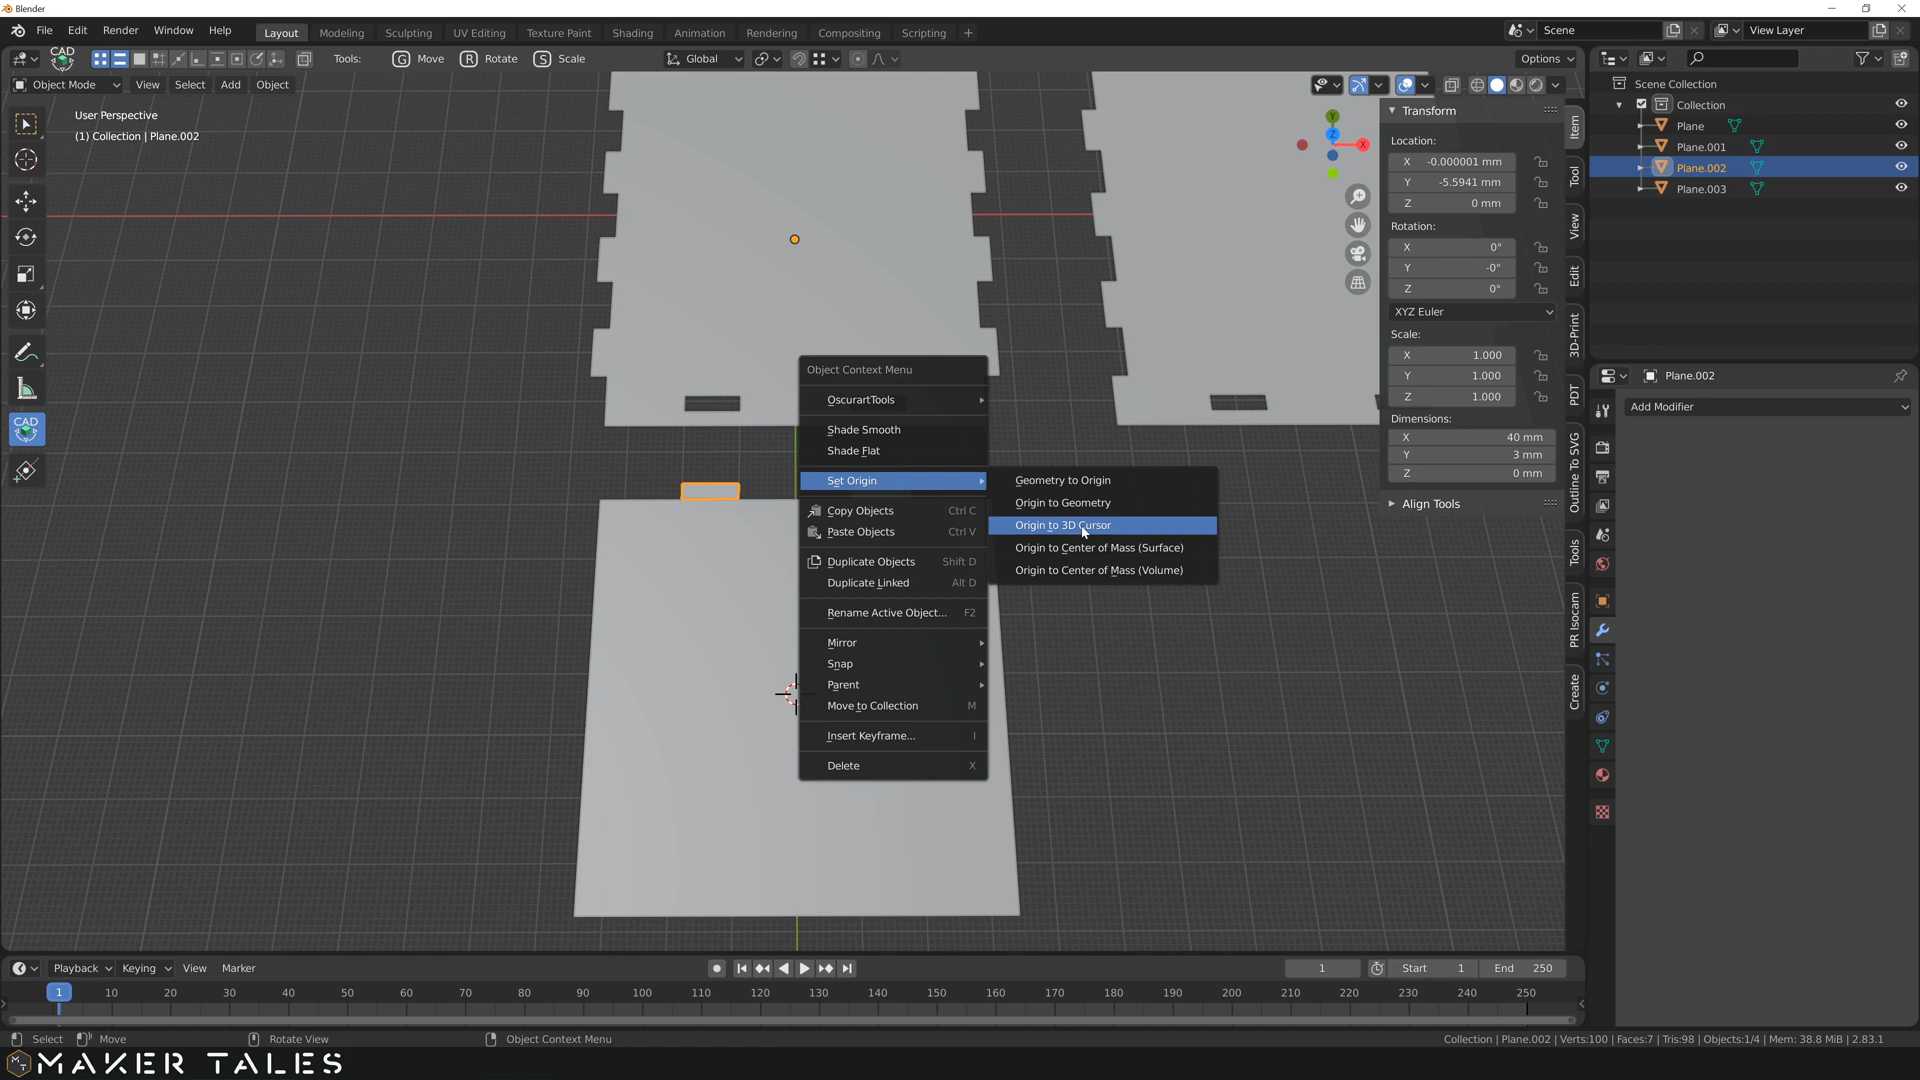 Blender
File Edit Render Window Help
Layout Modeling Sculpting UV Editing Texture Paint Shading Animation Rendering Compositing Scripting +
Scene
View Layer
CAD
Tools: G Move R Rotate S Scale
Global
Options
Object Mode View Select Add Object
User Perspective
(1) Collection | Plane.002
Y
Z
X
Scene Collection
Collection
Plane
Plane.001
Plane.002
Plane.003
Transform
Location:
X -0.000001 mm
Y -5.5941 mm
Z 0 mm
Rotation:
X 0°
Y -0°
Z 0°
XYZ Euler
Scale:
X 1.000
Y 1.000
Z 1.000
Dimensions:
X 40 mm
Y 3 mm
Z 0 mm
Align Tools
Item
Tool
View
Edit
3D-Print
PDT
Outline To SVG
Tools
PR Isocam
Create
Plane.002
Add Modifier
CAD
Object Context Menu
OscurartTools
Shade Smooth
Shade Flat
Set Origin
Copy Objects Ctrl C
Paste Objects Ctrl V
Duplicate Objects Shift D
Duplicate Linked Alt D
Rename Active Object... F2
Mirror
Snap
Parent
Move to Collection M
Insert Keyframe... I
Delete X
Geometry to Origin
Origin to Geometry
Origin to 3D Cursor
Origin to Center of Mass (Surface)
Origin to Center of Mass (Volume)
Playback Keying View Marker
1 Start 1 End 250
1 10 20 30 40 50 60 70 80 90 100 110 120 130 140 150 160 170 180 190 200 210 220 230 240 250
Select Move Rotate View Object Context Menu
Collection | Plane.002 | Verts:100 | Faces:7 | Tris:98 | Objects:1/4 | Mem: 38.8 MiB | 2.83.1
MAKER TALES